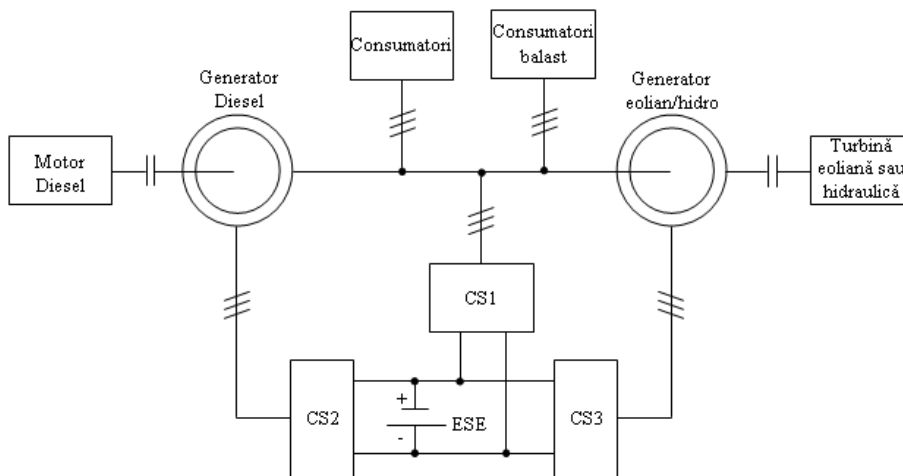 Consumatori
Consumatori
balast
Generator
Diesel
Generator
eolian/hidro
Motor
Diesel
Turbină
eoliană sau
hidraulică
CS1
CS2
+
-
ESE
CS3